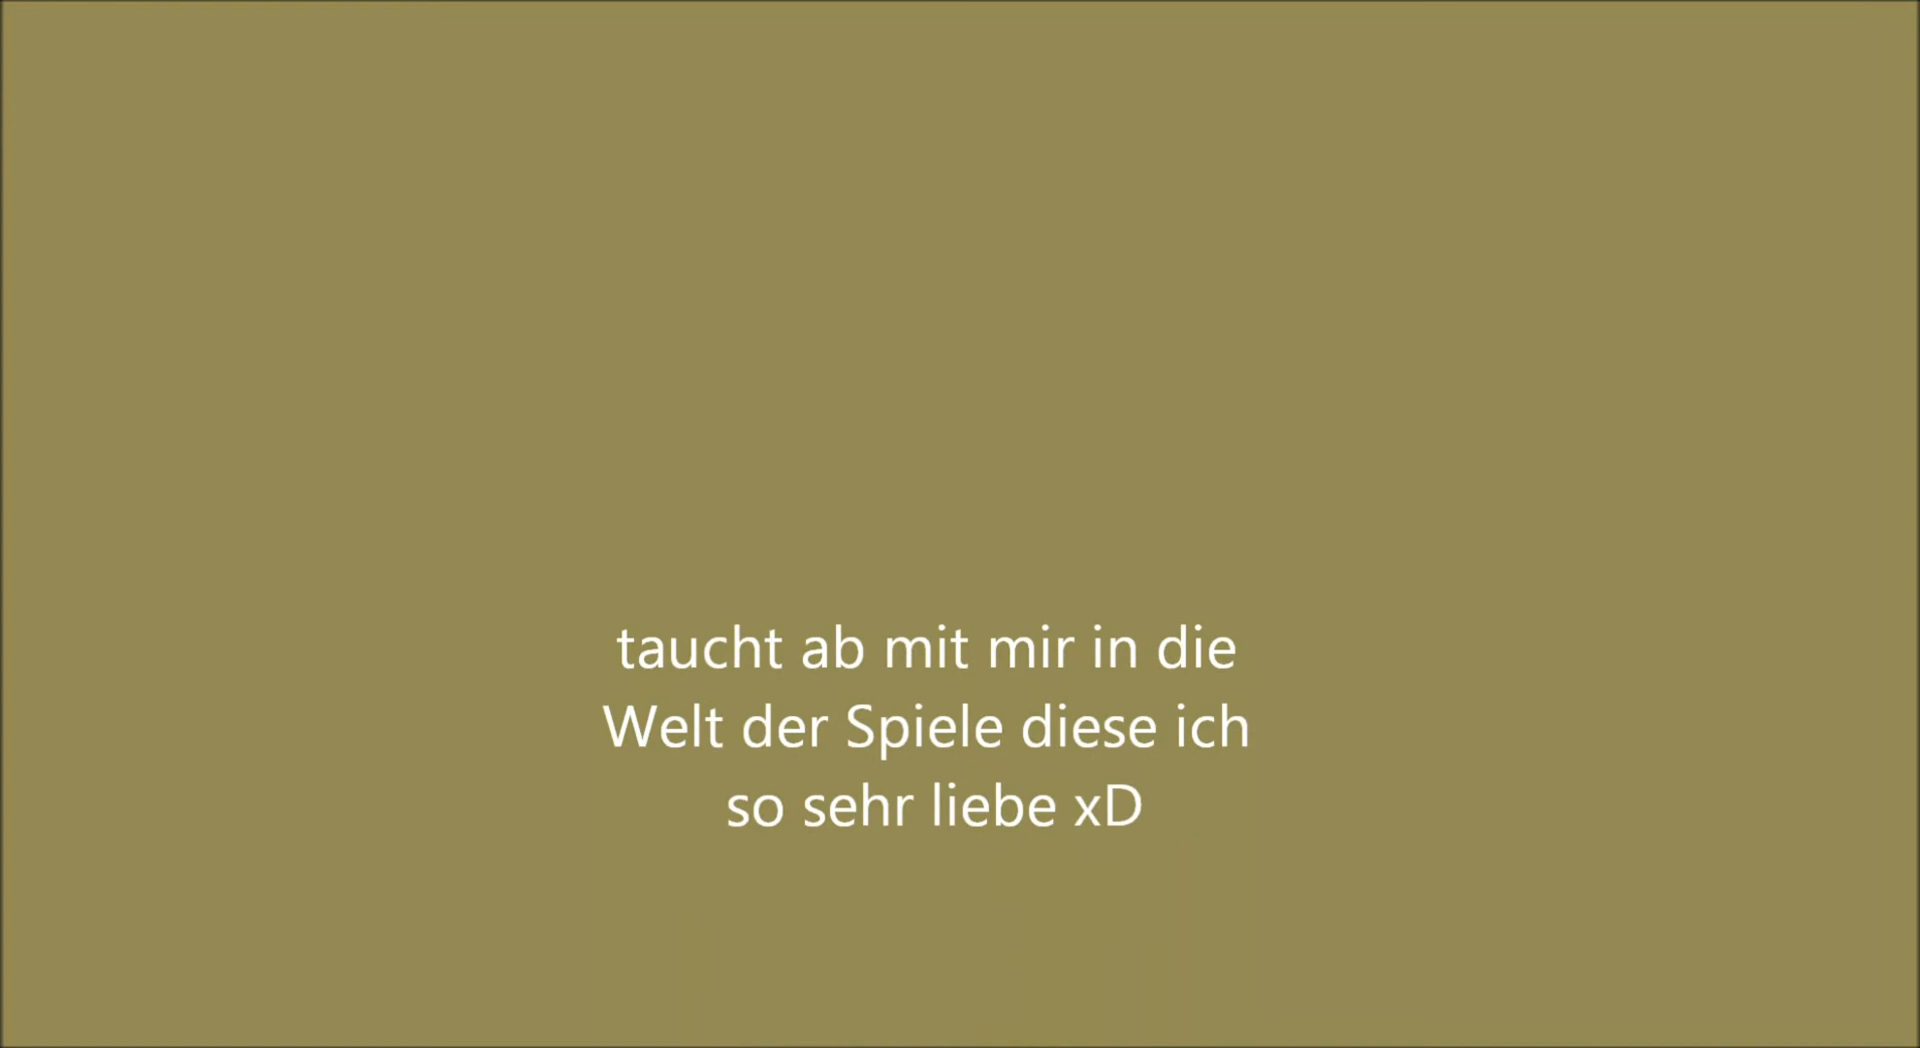 taucht ab mit mir in die
Welt der Spiele diese ich
so sehr liebe xD